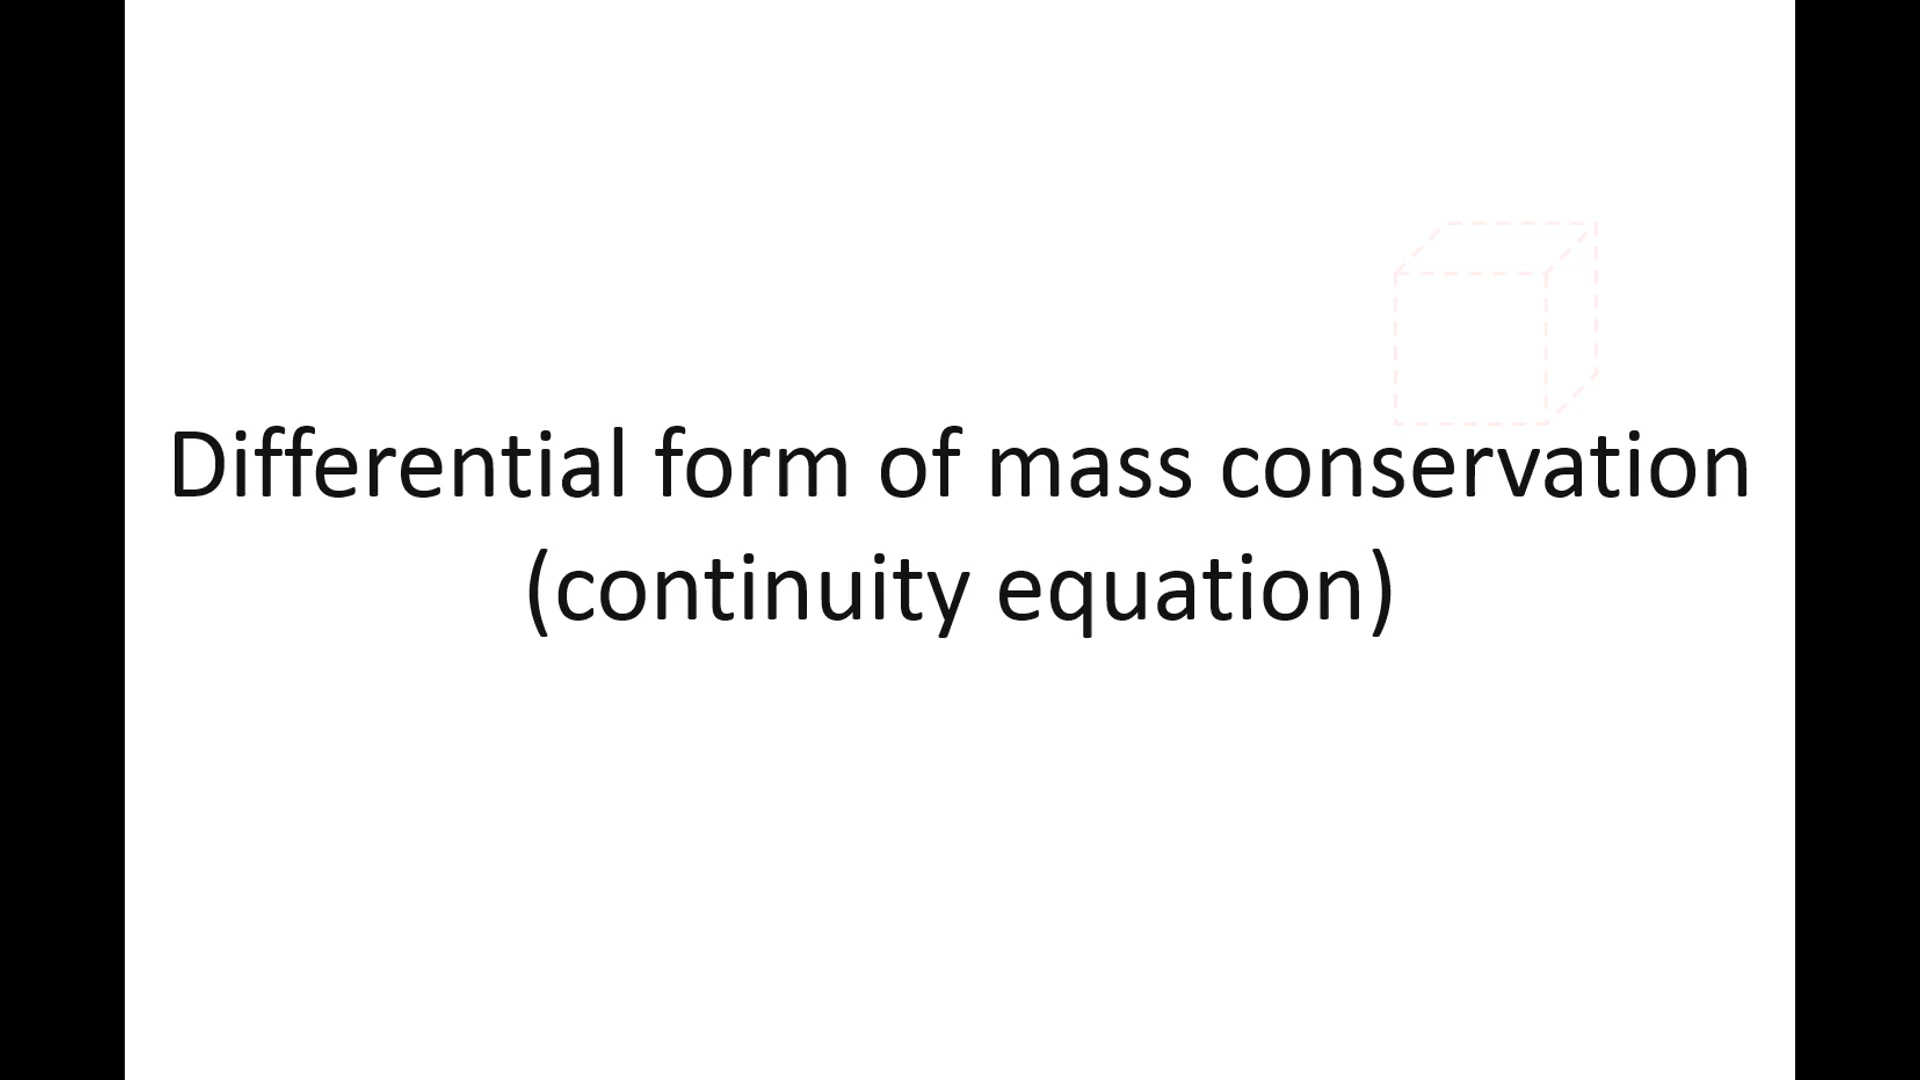 Differential form of mass conservation
(continuity equation)